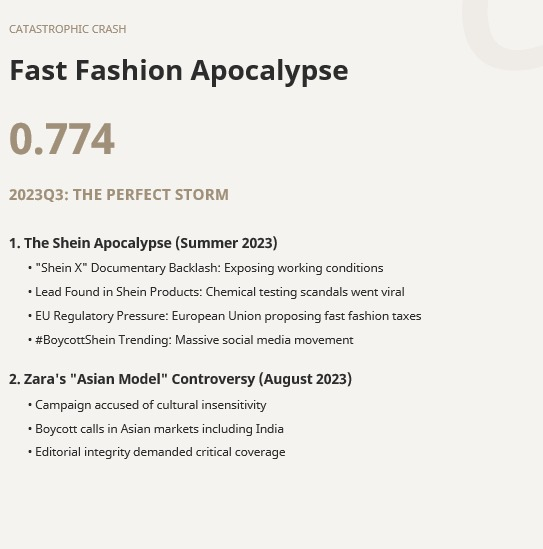 CATASTROPHIC CRASH
Fast Fashion Apocalypse
0.774
2023Q3: THE PERFECT STORM
1. The Shein Apocalypse (Summer 2023)
• "Shein X" Documentary Backlash: Exposing working conditions
• Lead Found in Shein Products: Chemical testing scandals went viral
• EU Regulatory Pressure: European Union proposing fast fashion taxes
• #BoycottShein Trending: Massive social media movement
2. Zara's "Asian Model" Controversy (August 2023)
• Campaign accused of cultural insensitivity
• Boycott calls in Asian markets including India
• Editorial integrity demanded critical coverage